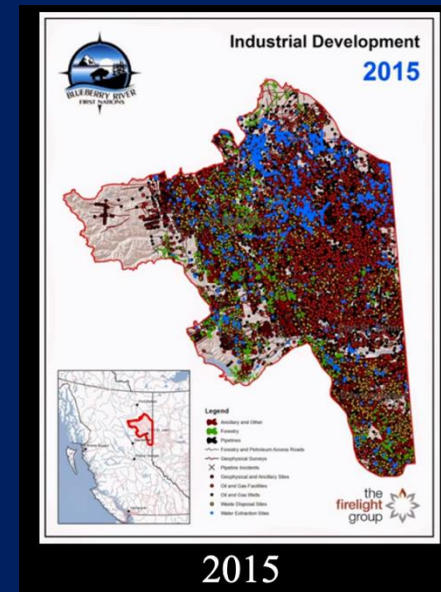 Industrial Development
2015
BLUEBERRY RIVER
FIRST NATIONS
Legend
Ancillary and Other
Forestry
Pipelines
Forestry and Petroleum Access Roads
Geophysical Surveys
Pipeline Incidents
Geophysical and Ancillary Sites
Oil and Gas Facilities
Oil and Gas Wells
Waste Disposal Sites
Water Extraction Sites
the
firelight
group
2015